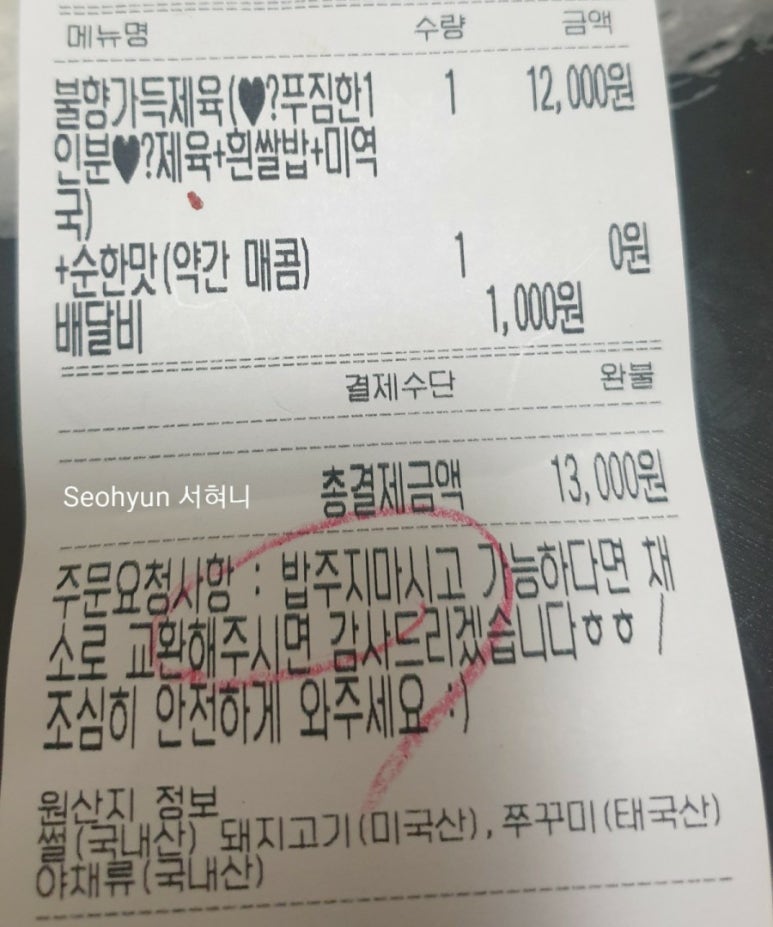 메뉴명 수량 금액
불향가득제육(♥?푸짐한1 1 12,000원
인분♥?제육+흰쌀밥+미역
국)
+순한맛(약간 매콤) 1 0원
배달비 1,000원
결제수단 완불
총결제금액 13,000원
Seohyun 서혀니
주문요청사항 : 밥주지마시고 가능하다면 채
소로 교환해주시면 감사드리겠습니다ㅎㅎ /
조심히 안전하게 와주세요 :)
원산지 정보
쌀(국내산) 돼지고기(미국산),쭈꾸미(태국산)
야채류(국내산)